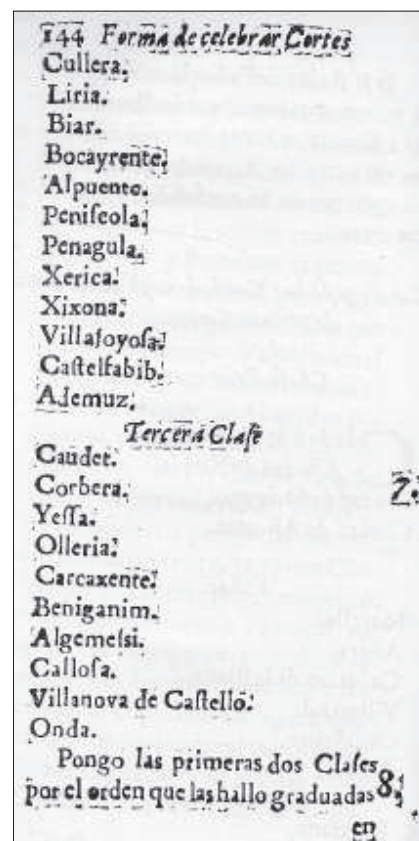 144 Forma de celebrar Cortes
Cullera.
Liria.
Biar.
Bocayrente.
Alpuente.
Peniſcola.
Penagula.
Xerica.
Xixona.
Villajoyoſa.
Caſtelfabib.
Ademuz.
Tercera Claſe
Caudet.
Corbera.
Yeſſa.
Olleria.
Carcaxente.
Beniganim.
Algemeſsi.
Calloſa.
Villanova de Caſtello.
Onda.
Pongo las primeras dos Claſes
por el orden que las hallo graduadas
en